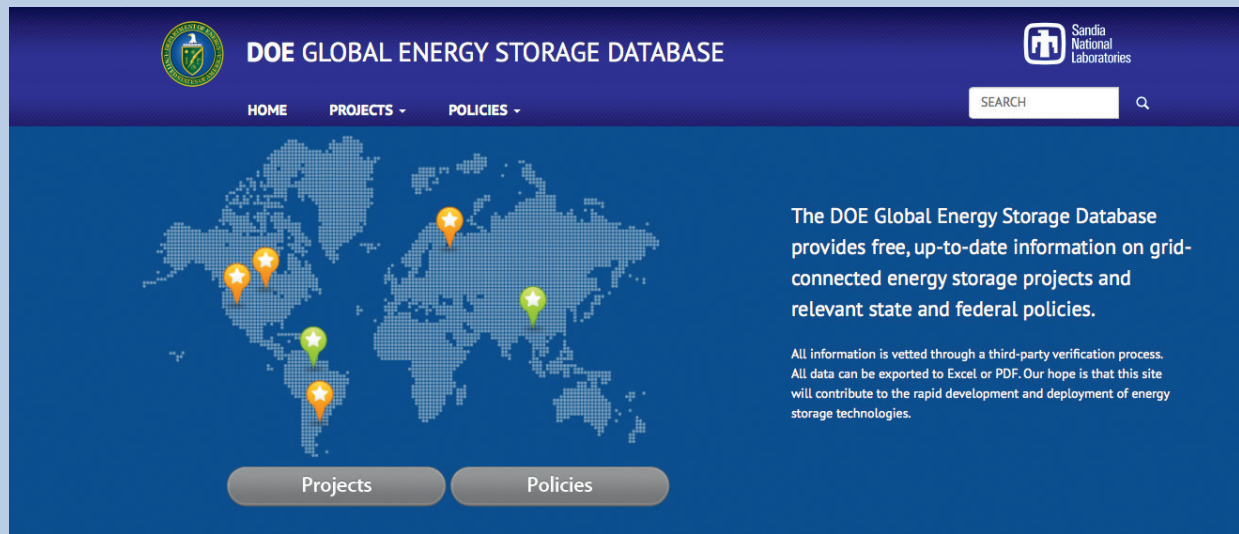 DOE GLOBAL ENERGY STORAGE DATABASE
Sandia
National
Laboratories
HOME PROJECTS POLICIES
SEARCH
The DOE Global Energy Storage Database
provides free, up-to-date information on grid-
connected energy storage projects and
relevant state and federal policies.
All information is vetted through a third-party verification process.
All data can be exported to Excel or PDF. Our hope is that this site
will contribute to the rapid development and deployment of energy
storage technologies.
Projects Policies